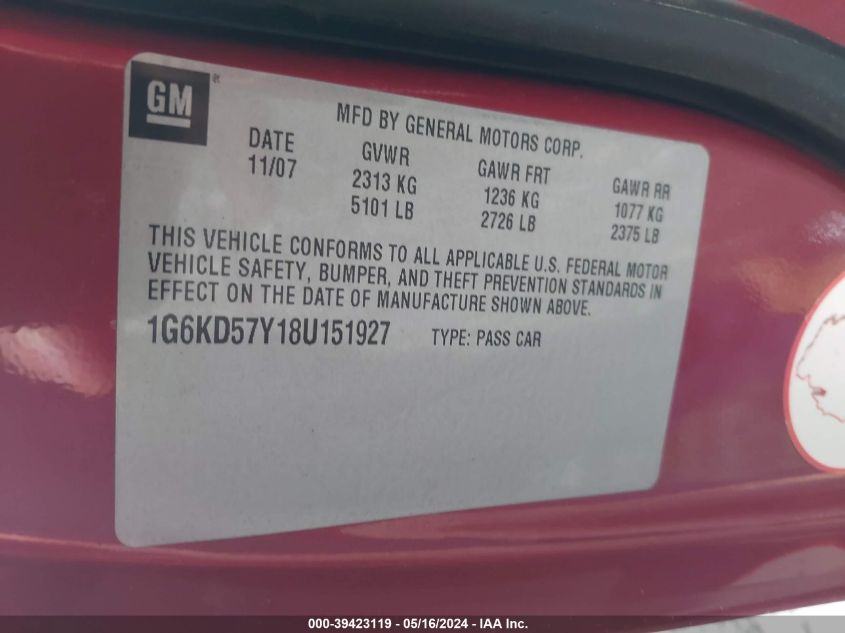 GM®
MFD BY GENERAL MOTORS CORP.
DATE GVWR GAWR FRT GAWR RR
11/07 2313 KG 1236 KG 1077 KG
5101 LB 2726 LB 2375 LB
THIS VEHICLE CONFORMS TO ALL APPLICABLE U.S. FEDERAL MOTOR
VEHICLE SAFETY, BUMPER, AND THEFT PREVENTION STANDARDS IN
EFFECT ON THE DATE OF MANUFACTURE SHOWN ABOVE.
1G6KD57Y18U151927 TYPE: PASS CAR
000-39423119 - 05/16/2024 - IAA Inc.